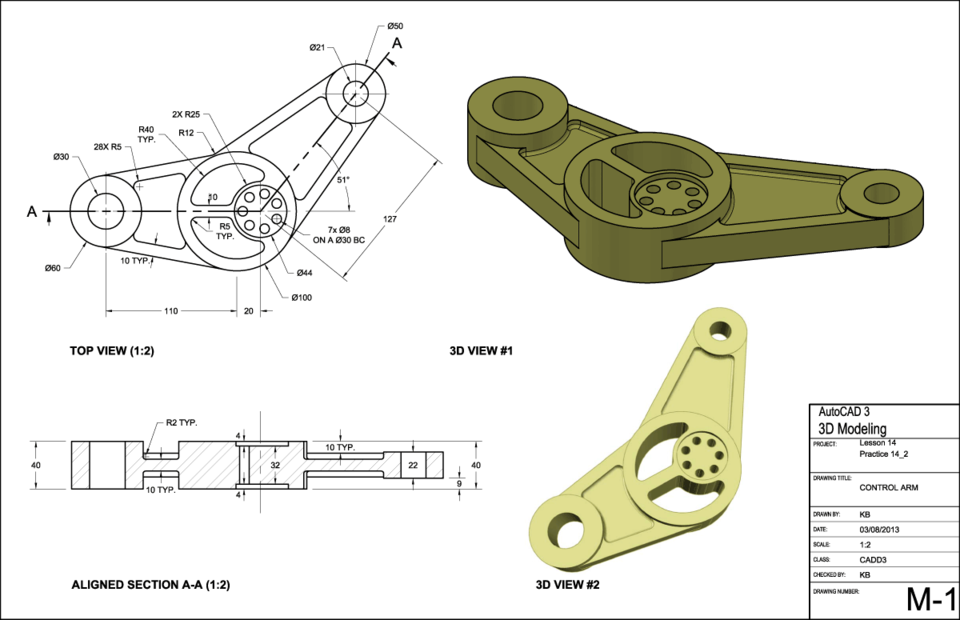 Ø50
A
Ø21
2X R25
R40
TYP.
R12
28X R5
Ø30
51°
A
10
127
R5
TYP.
7x Ø8
ON A Ø30 BC
10 TYP.
Ø60
Ø44
Ø100
110
20
TOP VIEW (1:2)
3D VIEW #1
R2 TYP.
4
10 TYP.
40
32
22
40
9
10 TYP.
4
ALIGNED SECTION A-A (1:2)
3D VIEW #2
AutoCAD 3
3D Modeling
PROJECT:
Lesson 14
Practice 14_2
DRAWING TITLE:
CONTROL ARM
DRAWN BY: KB
DATE: 03/08/2013
SCALE: 1:2
CLASS: CADD3
CHECKED BY: KB
DRAWING NUMBER:
M-1